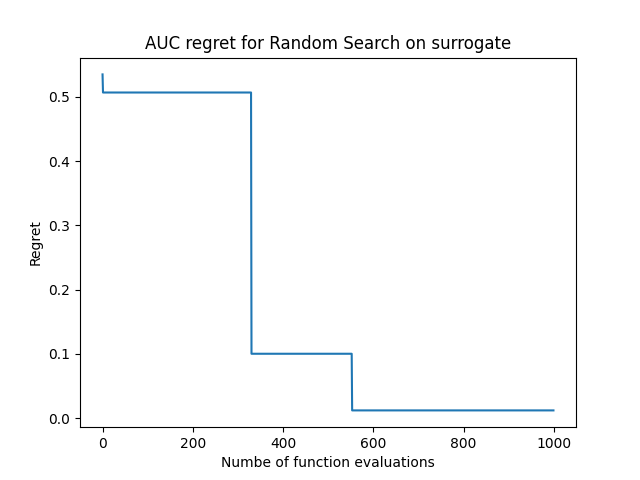 AUC regret for Random Search on surrogate
0.5
0.4
0.3
0.2
0.1
0.0
Regret
0 200 400 600 800 1000
Numbe of function evaluations